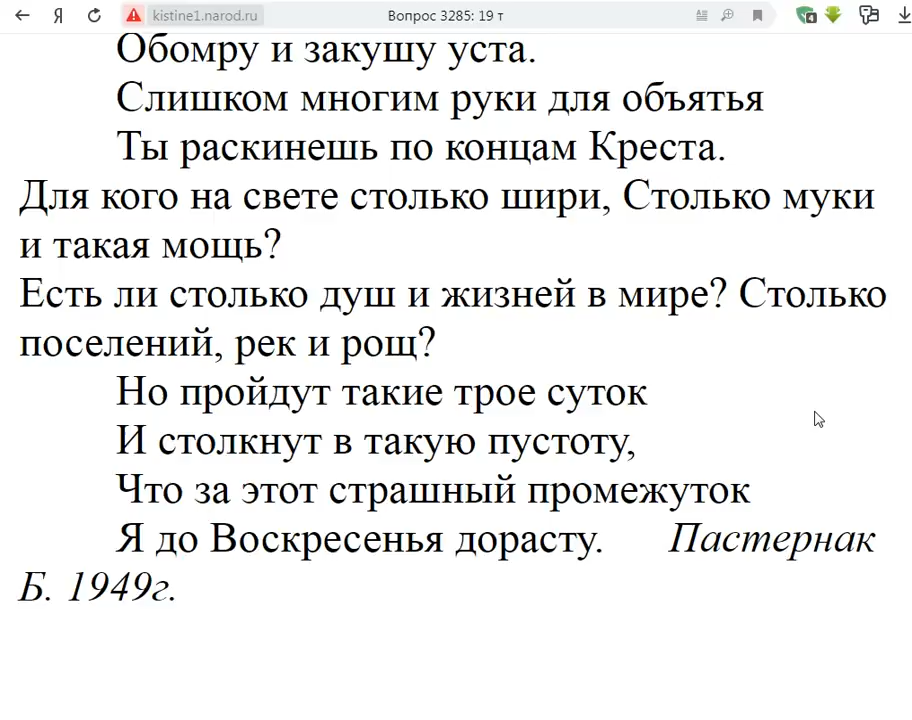 kistine1.narod.ru
Вопрос 3285: 19 т
Обомру и закушу уста.
Слишком многим руки для объятья
Ты раскинешь по концам Креста.
Для кого на свете столько шири, Столько муки
и такая мощь?
Есть ли столько душ и жизней в мире? Столько
поселений, рек и рощ?
Но пройдут такие трое суток
И столкнут в такую пустоту,
Что за этот страшный промежуток
Я до Воскресенья дорасту. Пастернак
Б. 1949г.